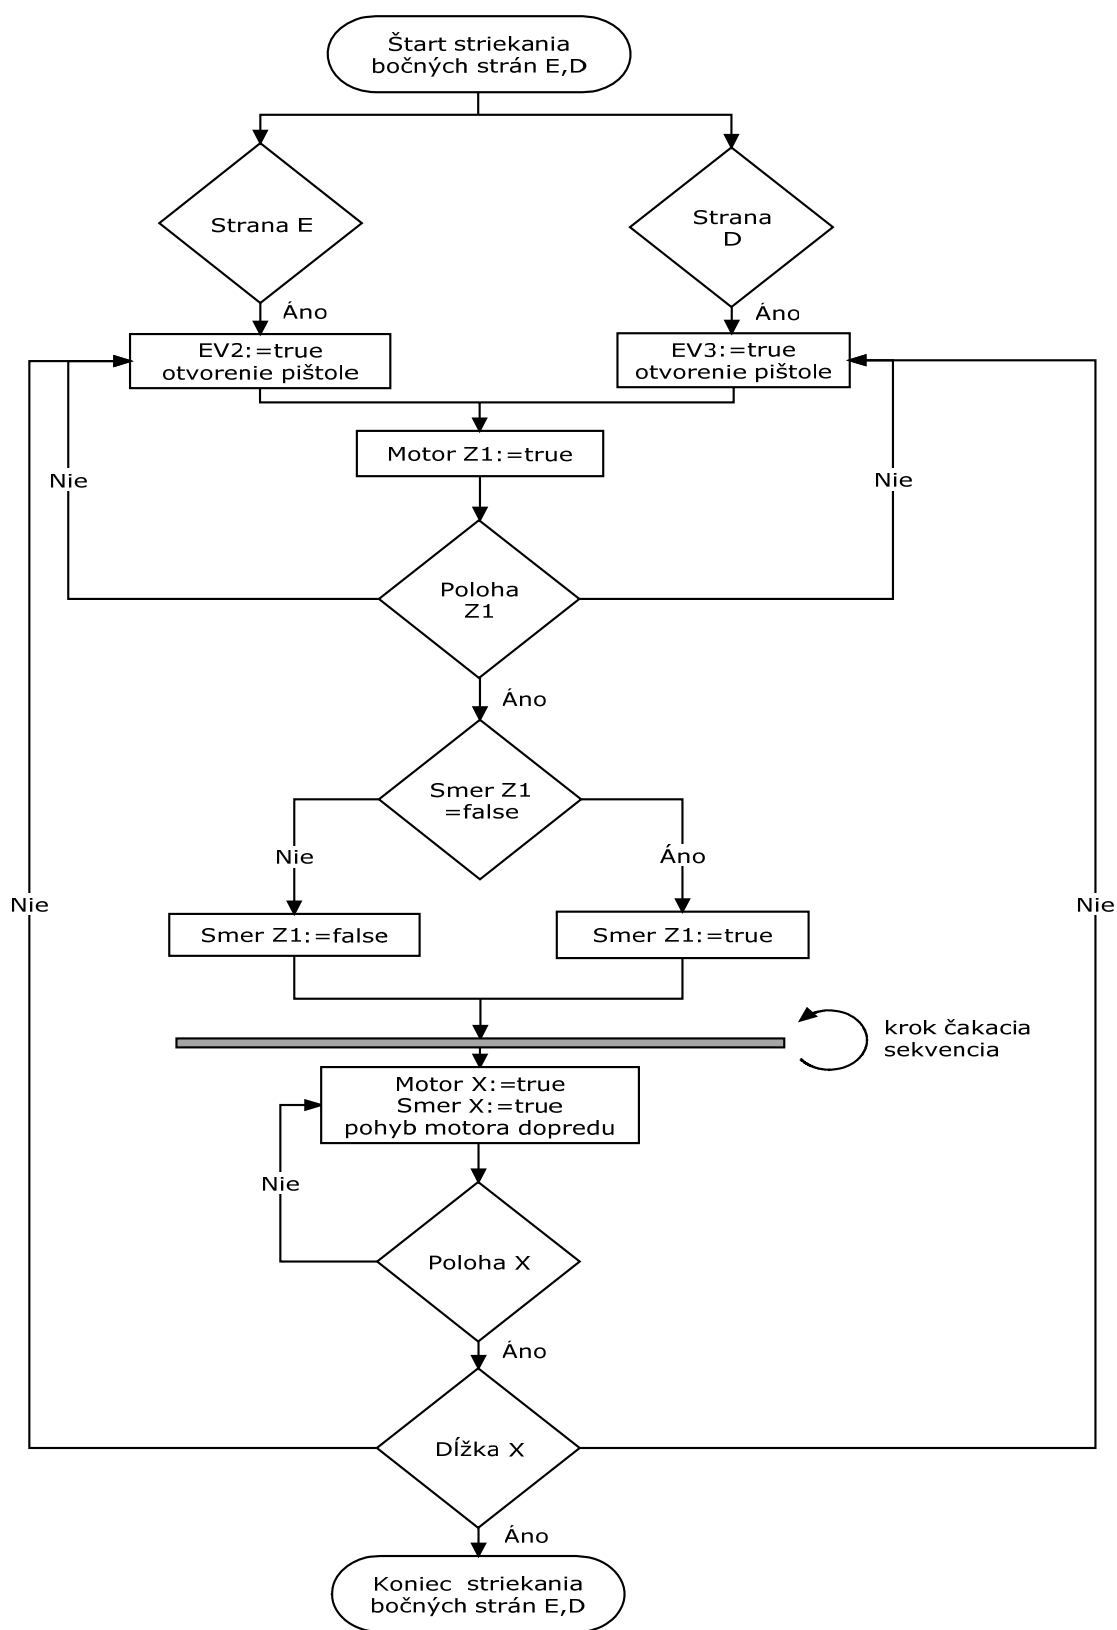 Štart striekania
bočných strán E,D
Strana E
Strana
D
Áno
Áno
EV2:=true
otvorenie pištole
EV3:=true
otvorenie pištole
Motor Z1:=true
Nie
Nie
Poloha
Z1
Áno
Smer Z1
=false
Nie
Áno
Nie
Nie
Smer Z1:=false
Smer Z1:=true
krok čakacia
sekvencia
Motor X:=true
Smer X:=true
pohyb motora dopredu
Nie
Poloha X
Áno
Dĺžka X
Áno
Koniec  striekania
bočných strán E,D